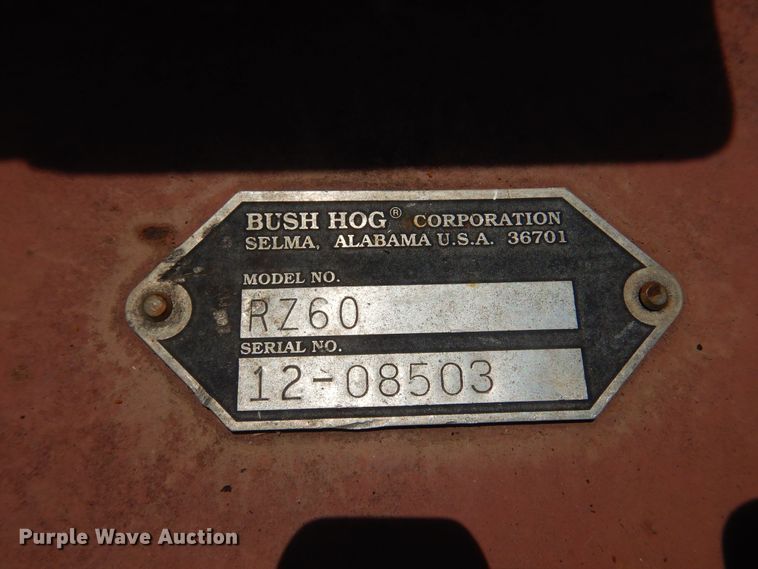 BUSH HOG® CORPORATION
SELMA, ALABAMA U.S.A. 36701
MODEL NO.
RZ60
SERIAL NO.
12-08503
Purple Wave Auction